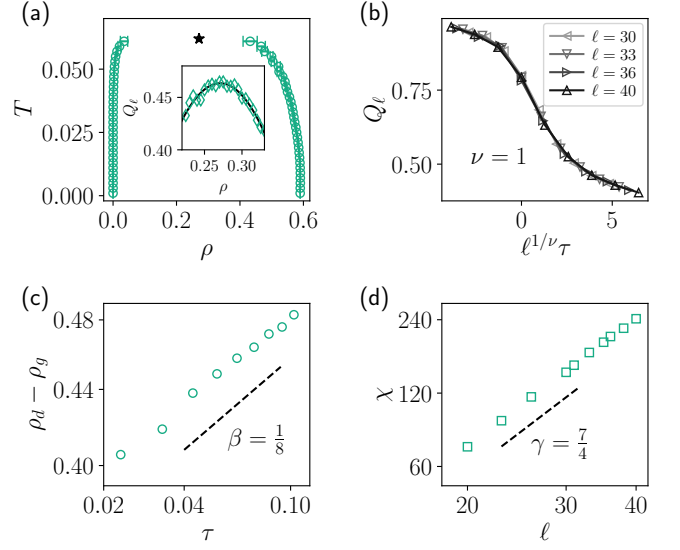 (a)
T
0.050
0.025
0.000
0.0 0.2 0.4 0.6
ρ
Q_ℓ
0.45
0.40
0.25 0.30
ρ
(b)
Q_ℓ
0.75
0.50
0 5
ℓ^{1/ν}τ
ν = 1
ℓ = 30
ℓ = 33
ℓ = 36
ℓ = 40
(c)
ρ_d − ρ_g
0.48
0.44
0.40
0.02 0.04 0.10
τ
β = 1/8
(d)
χ
240
120
60
20 30 40
ℓ
γ = 7/4